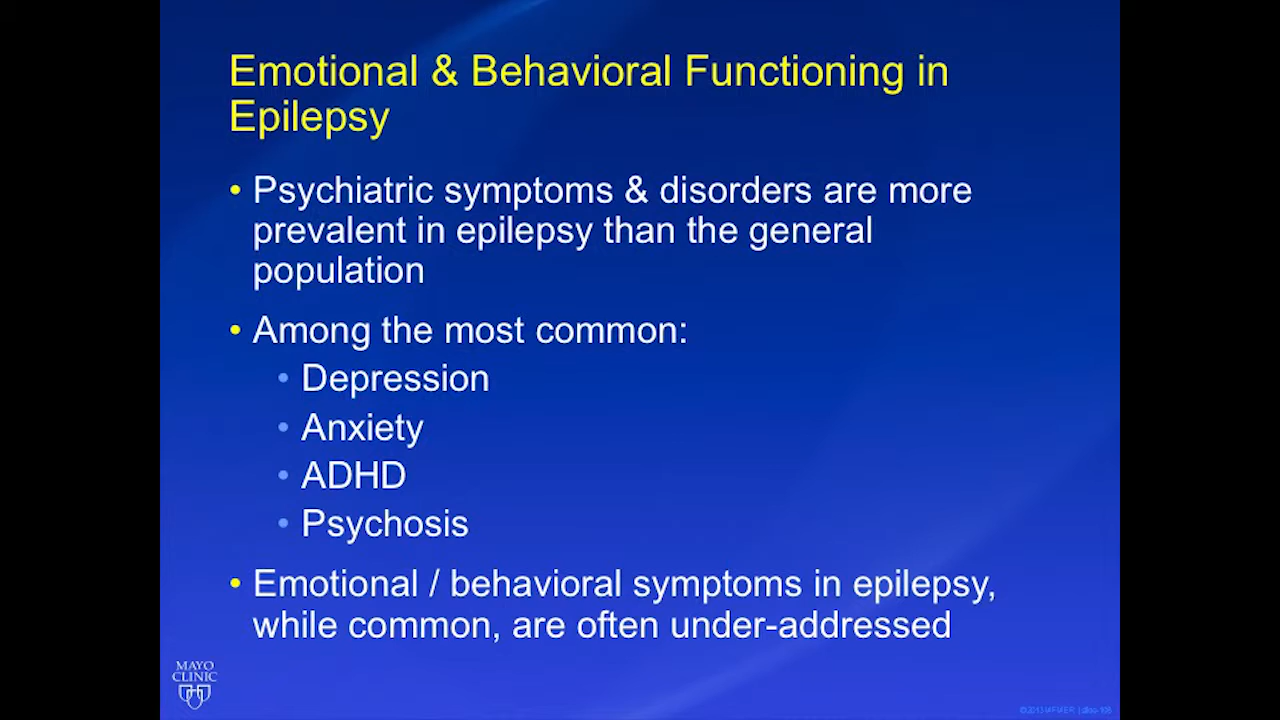 Emotional & Behavioral Functioning in
Epilepsy
• Psychiatric symptoms & disorders are more
prevalent in epilepsy than the general
population
• Among the most common:
• Depression
• Anxiety
• ADHD
• Psychosis
• Emotional / behavioral symptoms in epilepsy,
while common, are often under-addressed
MAYO
CLINIC
©2013 MFMER |